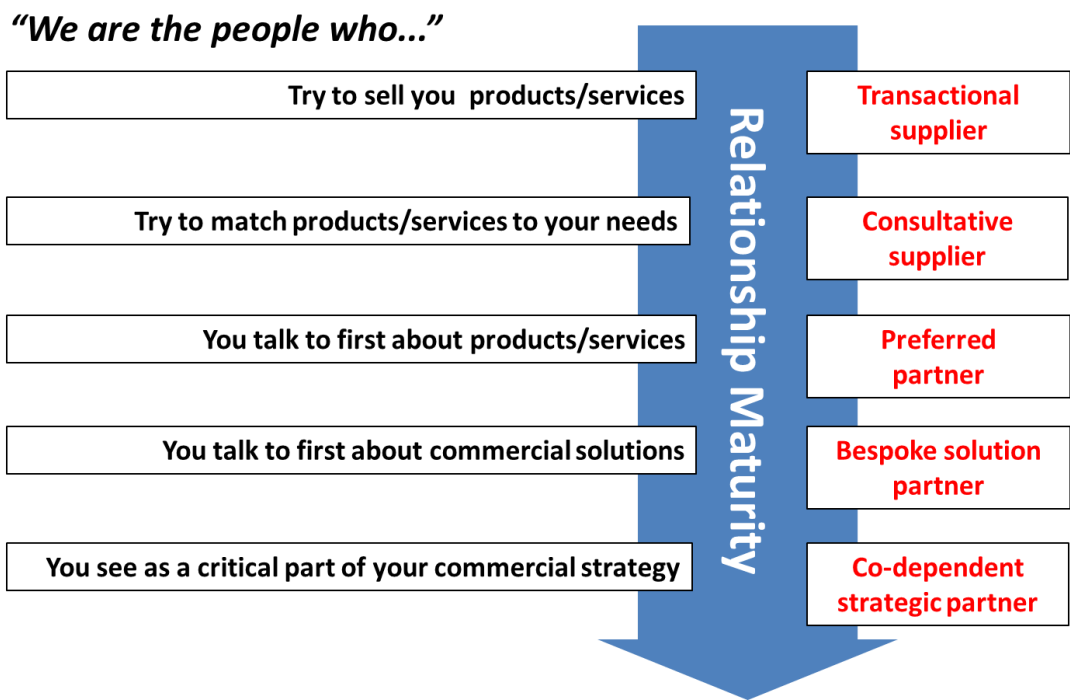 “We are the people who...”
Try to sell you  products/services
Transactional
supplier
Try to match products/services to your needs
Consultative
supplier
You talk to first about products/services
Preferred
partner
You talk to first about commercial solutions
Bespoke solution
partner
You see as a critical part of your commercial strategy
Co-dependent
strategic partner
Relationship Maturity